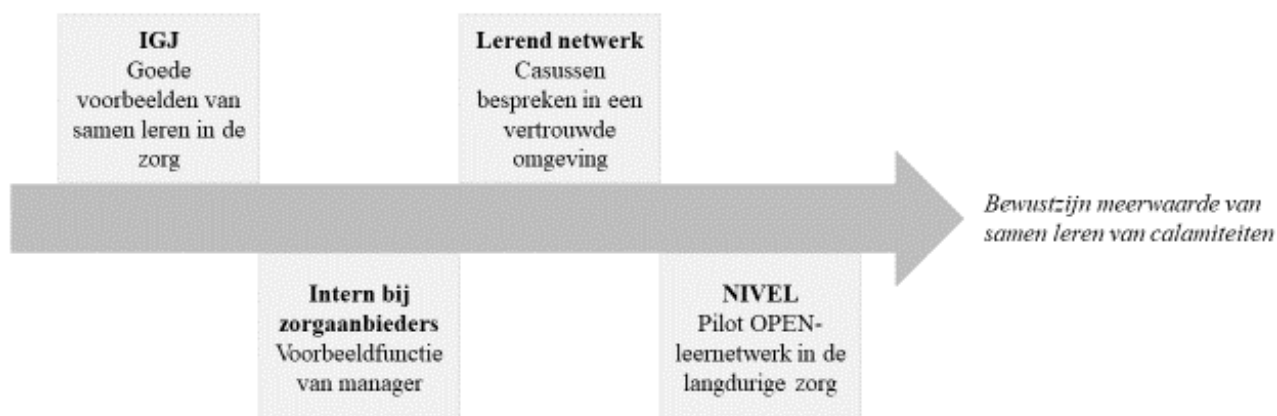 IGJ
Goede
voorbeelden van
samen leren in de
zorg
Lerend netwerk
Casussen
bespreken in een
vertrouwde
omgeving
Bewustzijn meerwaarde van
samen leren van calamiteiten
Intern bij
zorgaanbieders
Voorbeeldfunctie
van manager
NIVEL
Pilot OPEN-
leernetwerk in de
langdurige zorg